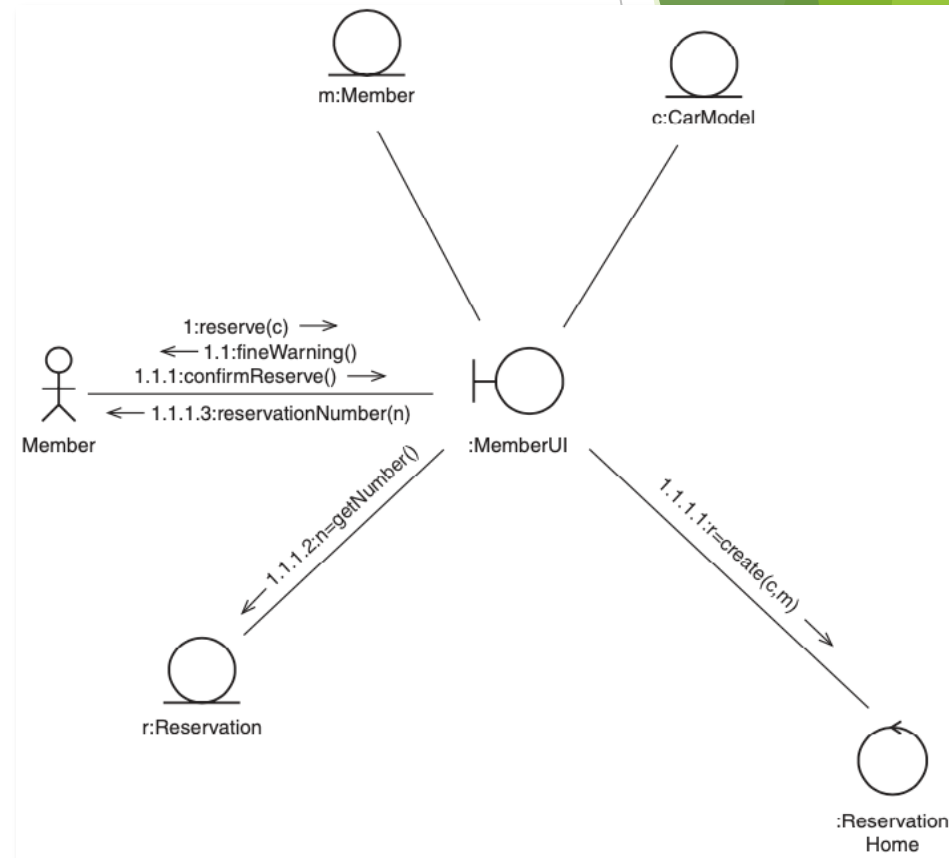 m:Member
c:CarModel
1:reserve(c)
1.1:fineWarning()
1.1.1:confirmReserve()
1.1.1.3:reservationNumber(n)
Member
:MemberUI
1.1.1.2:n=getNumber()
1.1.1.1:r=create(c,m)
r:Reservation
:Reservation
Home